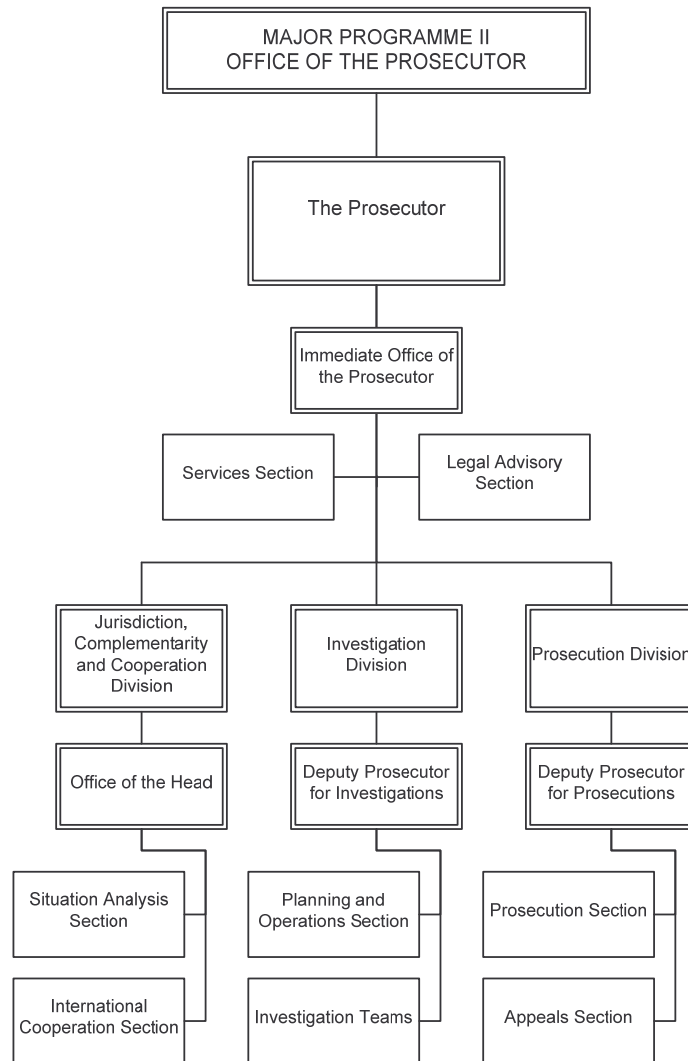 MAJOR PROGRAMME II
OFFICE OF THE PROSECUTOR
The Prosecutor
Immediate Office of
the Prosecutor
Services Section
Legal Advisory
Section
Jurisdiction,
Complementarity
and Cooperation
Division
Investigation
Division
Prosecution Division
Office of the Head
Deputy Prosecutor
for Investigations
Deputy Prosecutor
for Prosecutions
Situation Analysis
Section
Planning and
Operations Section
Prosecution Section
International
Cooperation Section
Investigation Teams
Appeals Section